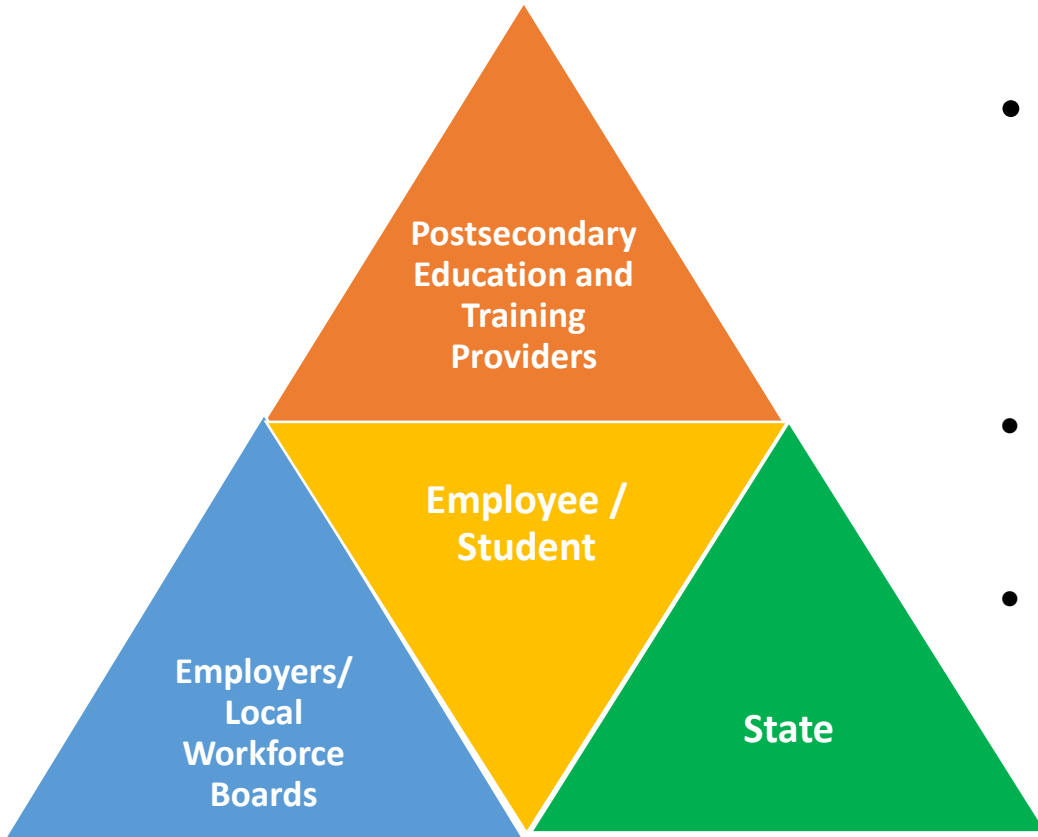 Postsecondary
Education and
Training
Providers
Employee /
Student
Employers/
Local
Workforce
Boards
State